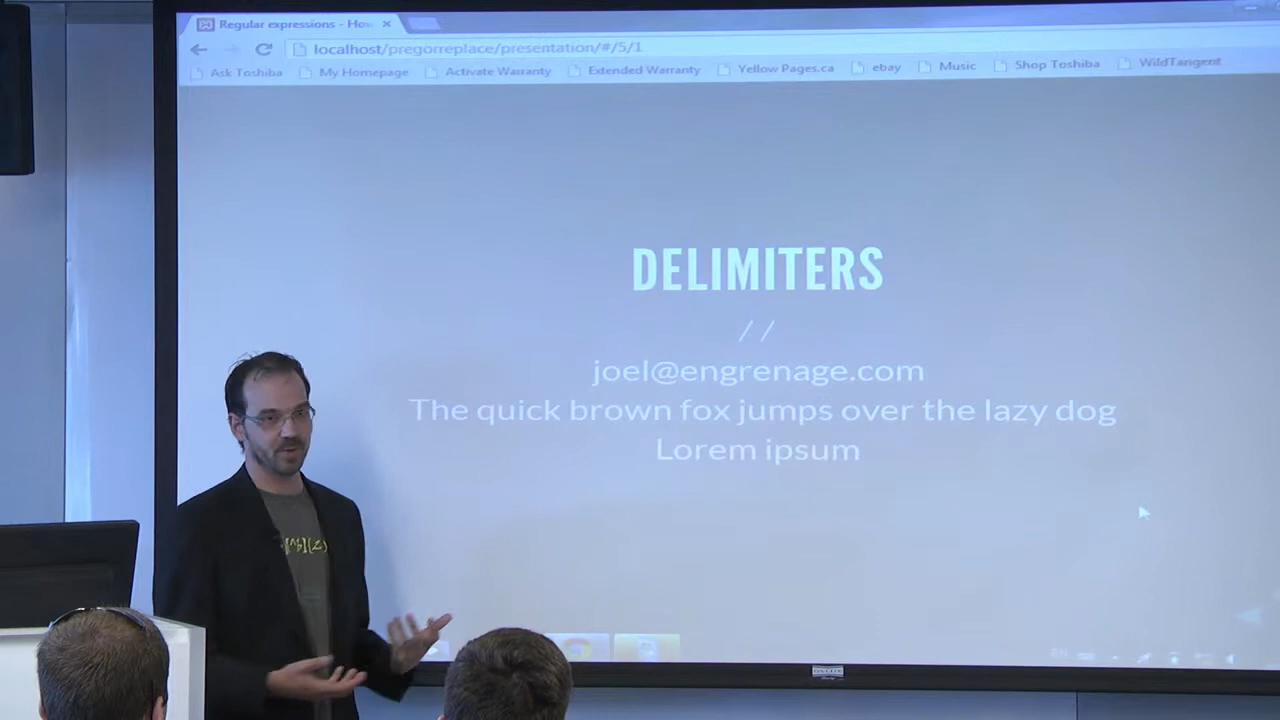 Regular expressions - Ho
localhost/pregorreplace/presentation/#/5/1
Ask Toshiba My Homepage Activate Warranty Extended Warranty Yellow Pages.ca ebay Music Shop Toshiba WildTangent
DELIMITERS
//
joel@engrenage.com
The quick brown fox jumps over the lazy dog
Lorem ipsum